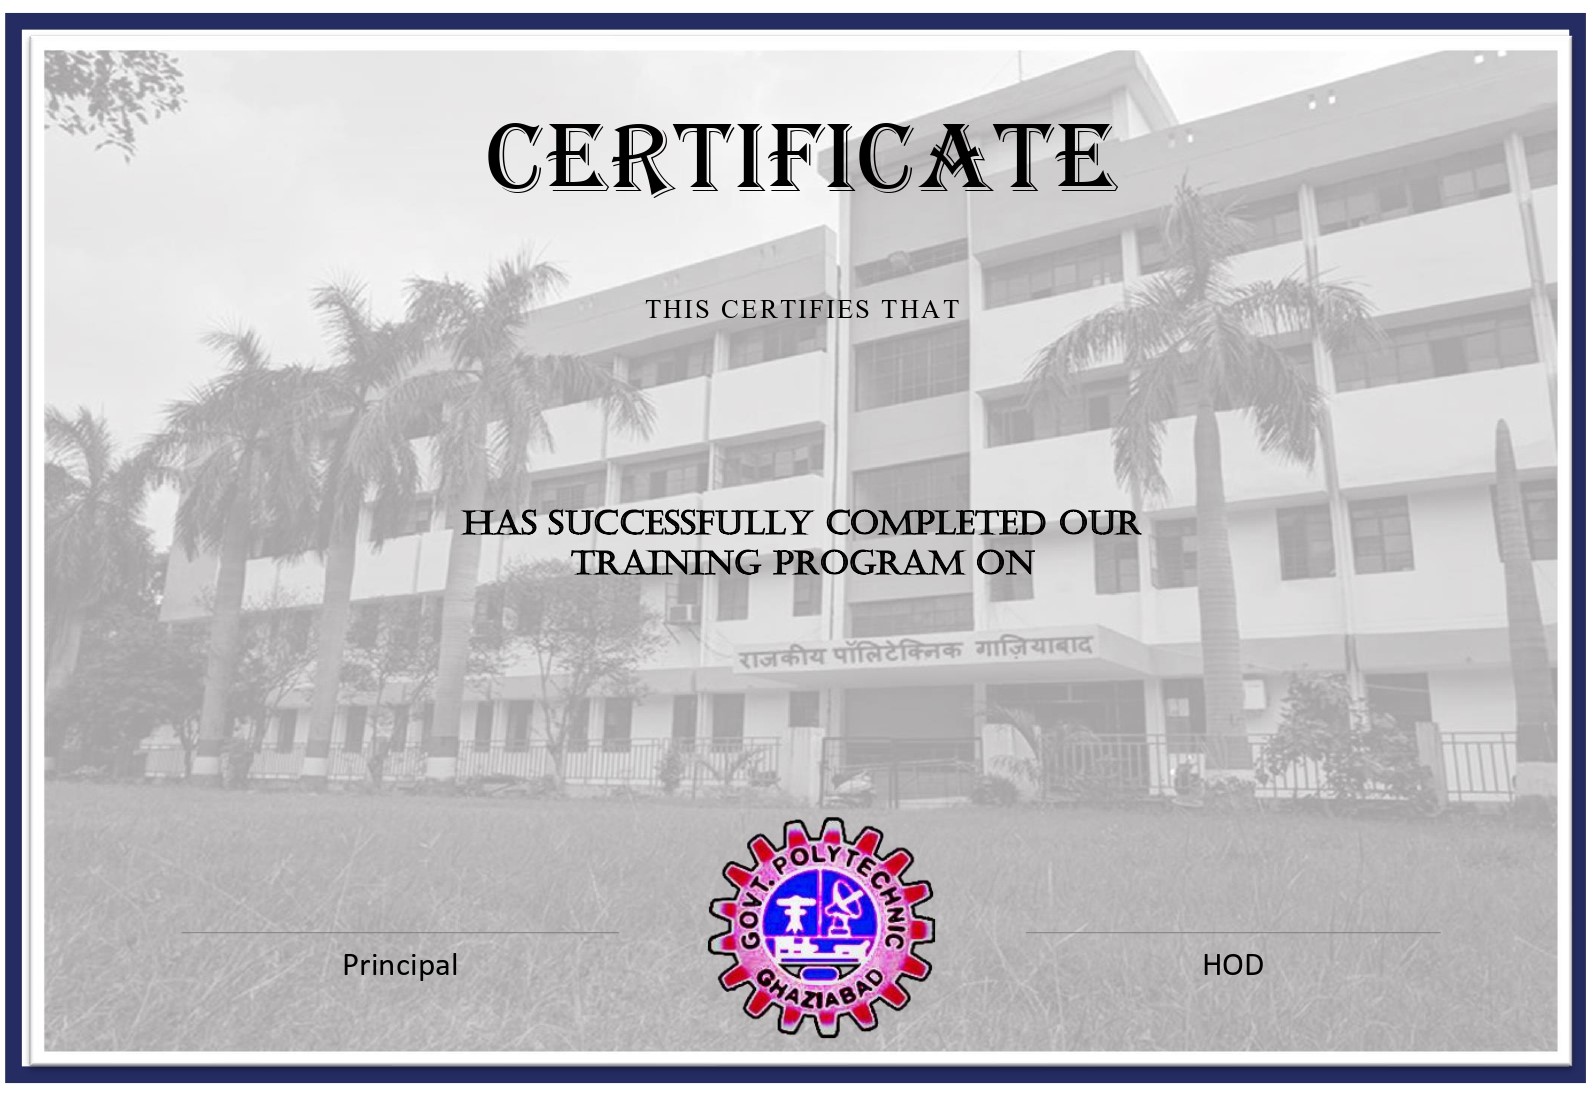 CERTIFICATE
THIS CERTIFIES THAT
HAS SUCCESSFULLY COMPLETED OUR
TRAINING PROGRAM ON
राजकीय पॉलिटेक्निक गाज़ियाबाद
GOVT. POLYTECHNIC
GHAZIABAD
Principal
HOD